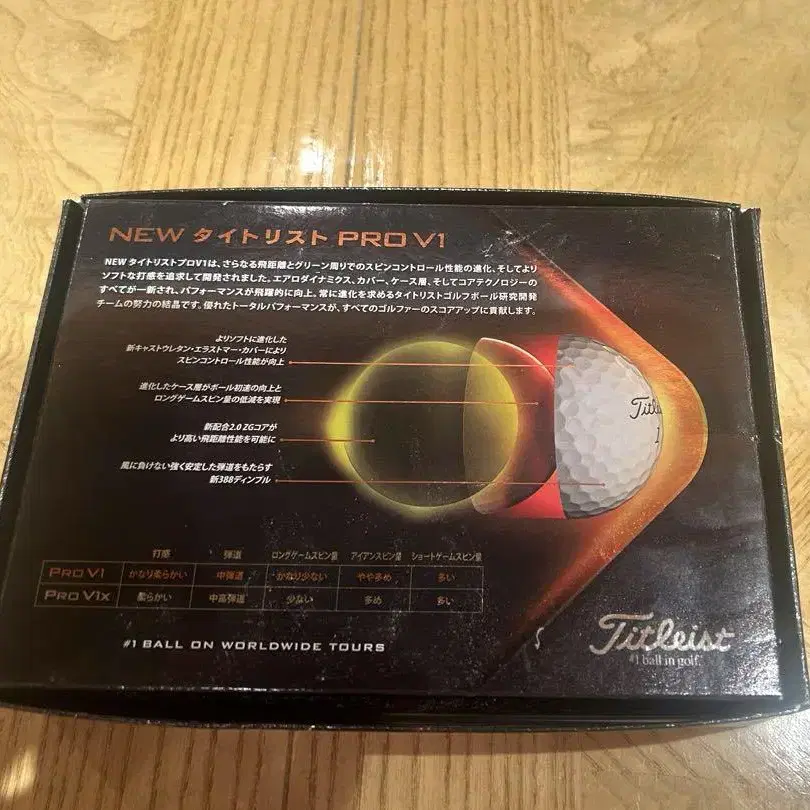 NEW タイトリスト PRO V1
NEW タイトリストプロV1は、さらなる飛距離とグリーン周りでのスピンコントロール性能の進化、そしてより
ソフトな打感を追求して開発されました。エアロダイナミクス、カバー、ケース層、そしてコアテクノロジーの
すべてが一新され、パフォーマンスが飛躍的に向上。常に進化を求めるタイトリストゴルフボール研究開発
チームの努力の結晶です。優れたトータルパフォーマンスが、すべてのゴルファーのスコアアップに貢献します。
よりソフトに進化した
新キャストウレタン・エラストマー・カバーにより
スピンコントロール性能が向上
進化したケース層がボール初速の向上と
ロングゲームスピン量の低減を実現
新配合2.0 ZGコアが
より高い飛距離性能を可能に
風に負けない強く安定した弾道をもたらす
新388ディンプル
Title
1
打感 弾道 ロングゲームスピン量 アイアンスピン量 ショートゲームスピン量
PRO V1 かなり柔らかい 中弾道 かなり少ない やや多め 多い
PRO V1x 柔らかい 中高弾道 少ない 多め 多い
#1 BALL ON WORLDWIDE TOURS
Titleist
#1 ball in golf.